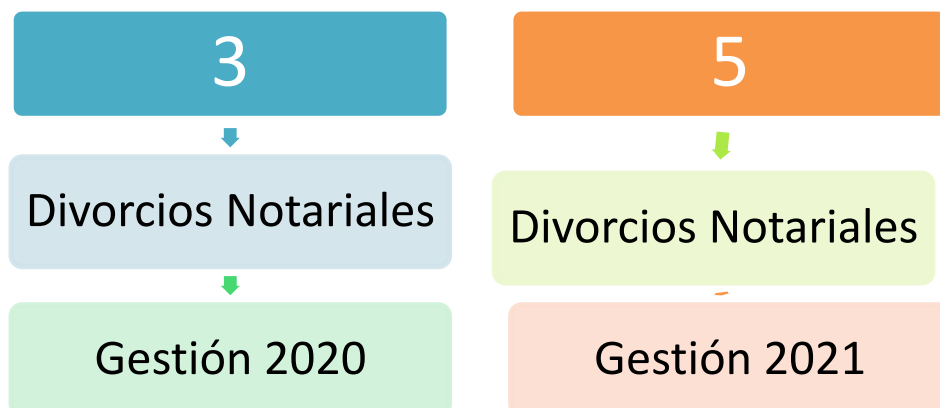 3
Divorcios Notariales
Gestión 2020
5
Divorcios Notariales
Gestión 2021